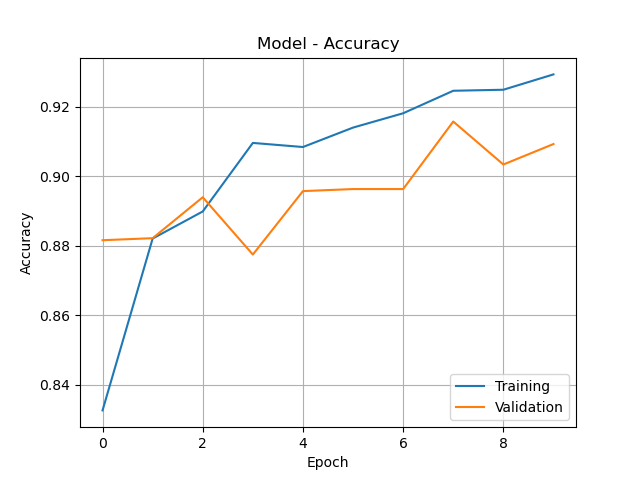 Model - Accuracy
0.92
0.90
0.88
0.86
0.84
Accuracy
0 2 4 6 8
Epoch
Training
Validation